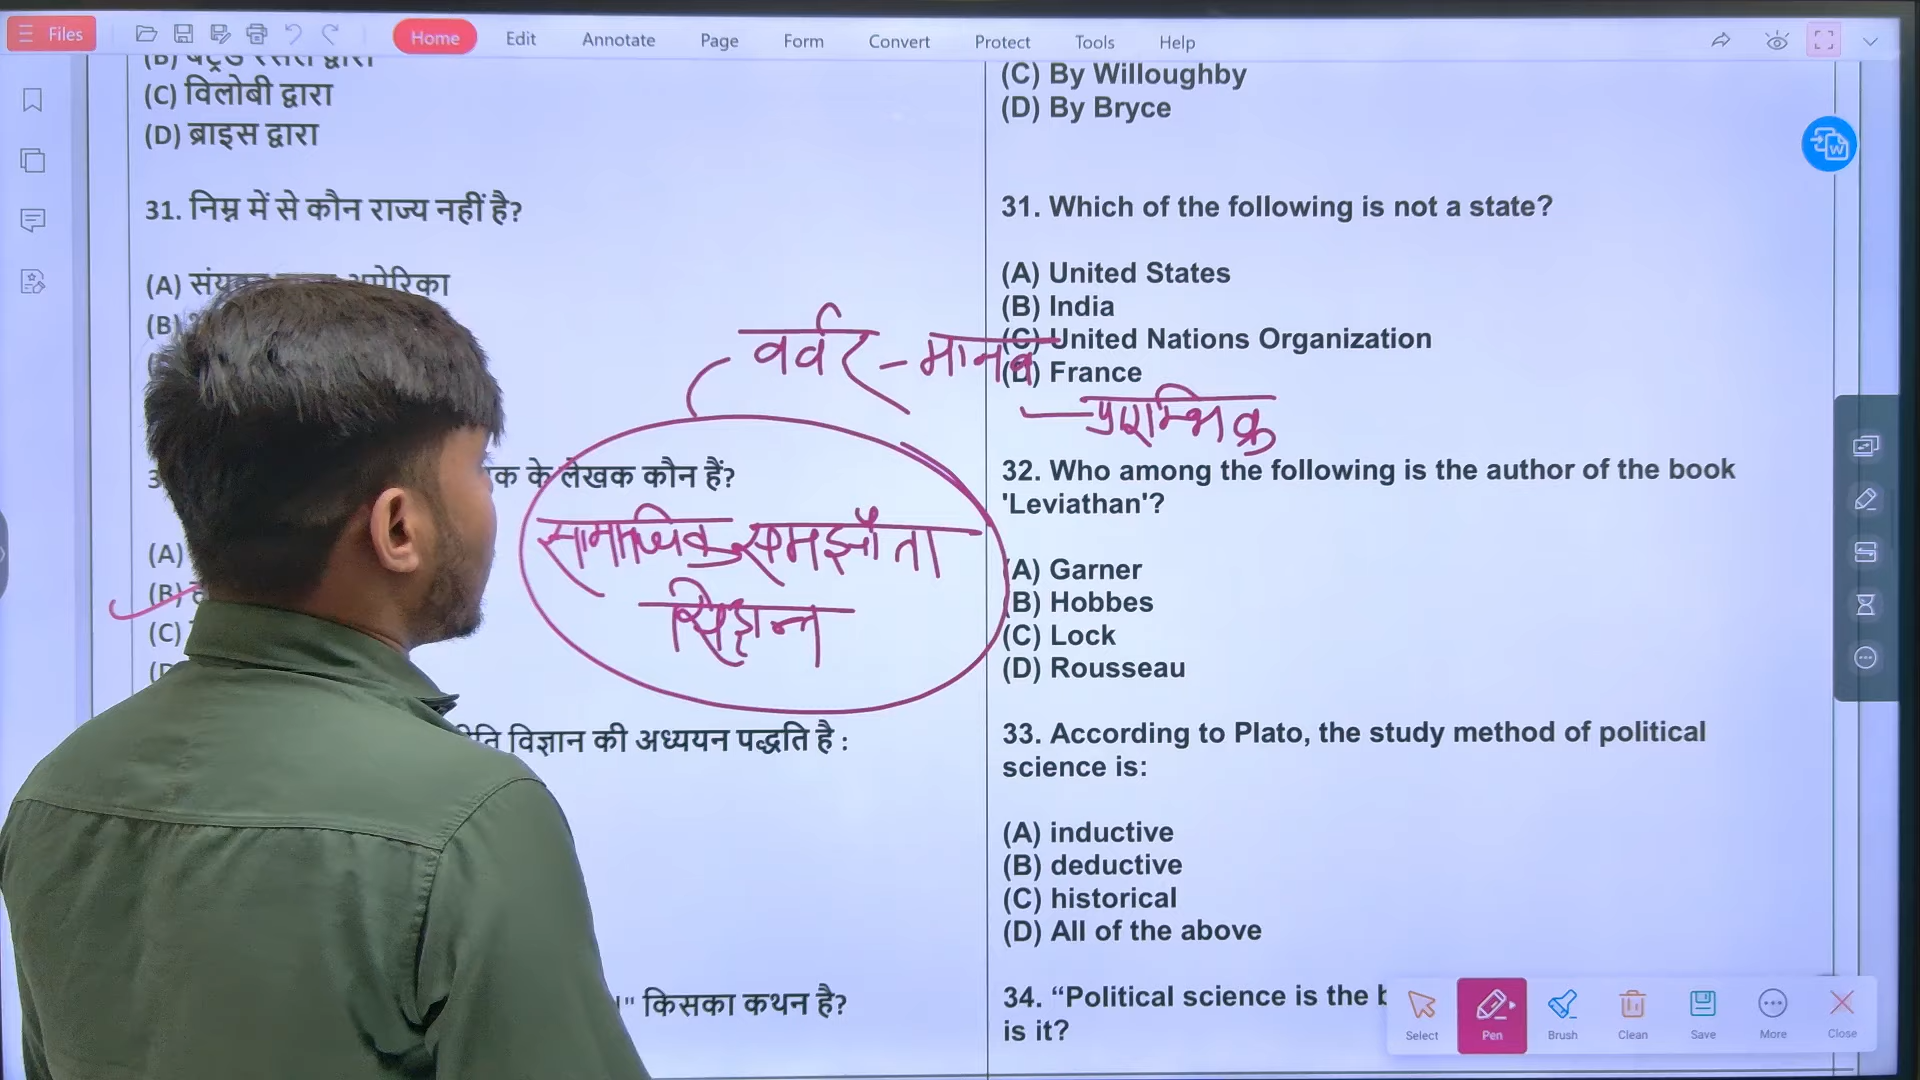 Files
Home
Edit
Annotate
Page
Form
Convert
Protect
Tools
Help
(C) विलोबी द्वारा
(D) ब्राइस द्वारा
31. निम्न में से कौन राज्य नहीं है?
(A)
अमेरिका
(B)
के लेखक कौन हैं?
(A)
(B)
(C)
विज्ञान की अध्ययन पद्धति है :
किसका कथन है?
वर्वर - मानव
प्रारम्भिक
सामाजिक समझौता
सिद्धान्त
(C) By Willoughby
(D) By Bryce
31. Which of the following is not a state?
(A) United States
(B) India
(C) United Nations Organization
(D) France
32. Who among the following is the author of the book
'Leviathan'?
(A) Garner
(B) Hobbes
(C) Lock
(D) Rousseau
33. According to Plato, the study method of political
science is:
(A) inductive
(B) deductive
(C) historical
(D) All of the above
34. “Political science is the
is it?
Select
Pen
Brush
Clean
Save
More
Close